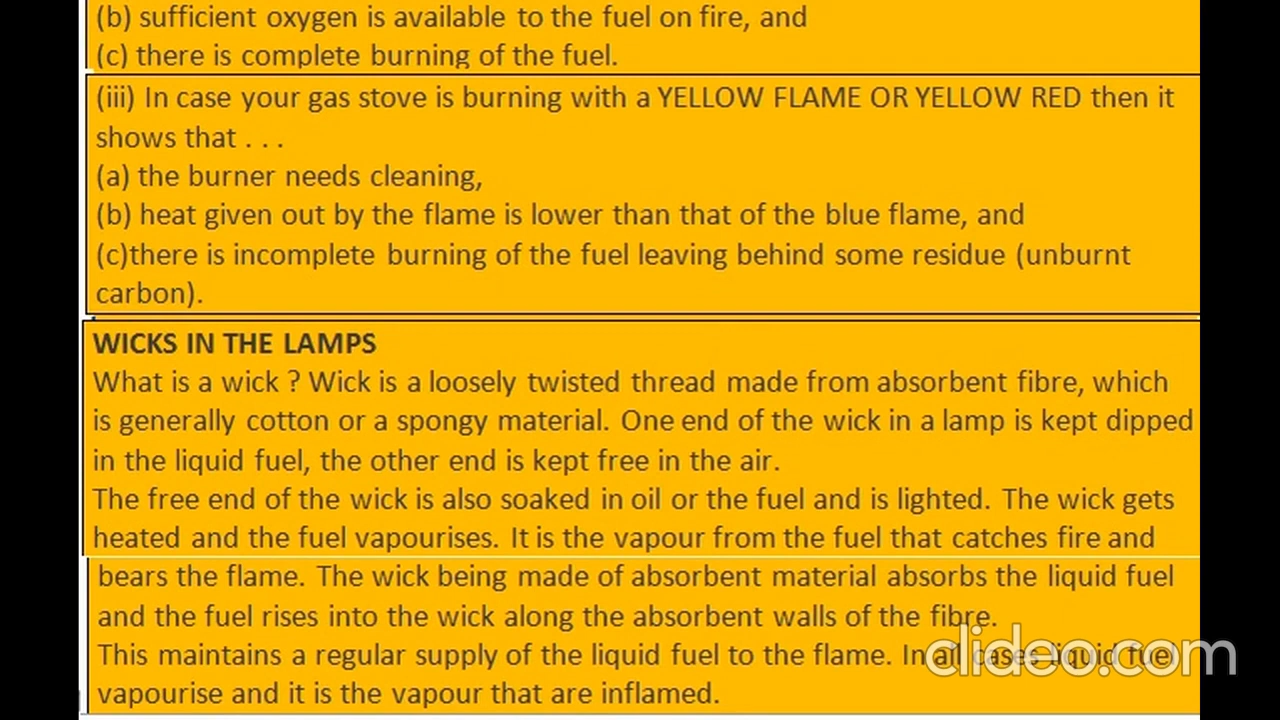 (b) sufficient oxygen is available to the fuel on fire, and
(c) there is complete burning of the fuel.
(iii) In case your gas stove is burning with a YELLOW FLAME OR YELLOW RED then it
shows that . . .
(a) the burner needs cleaning,
(b) heat given out by the flame is lower than that of the blue flame, and
(c)there is incomplete burning of the fuel leaving behind some residue (unburnt
carbon).
WICKS IN THE LAMPS
What is a wick ? Wick is a loosely twisted thread made from absorbent fibre, which
is generally cotton or a spongy material. One end of the wick in a lamp is kept dipped
in the liquid fuel, the other end is kept free in the air.
The free end of the wick is also soaked in oil or the fuel and is lighted. The wick gets
heated and the fuel vapourises. It is the vapour from the fuel that catches fire and
bears the flame. The wick being made of absorbent material absorbs the liquid fuel
and the fuel rises into the wick along the absorbent walls of the fibre.
This maintains a regular supply of the liquid fuel to the flame. In all cases liquid fuel
vapourise and it is the vapour that are inflamed.
clideo.com